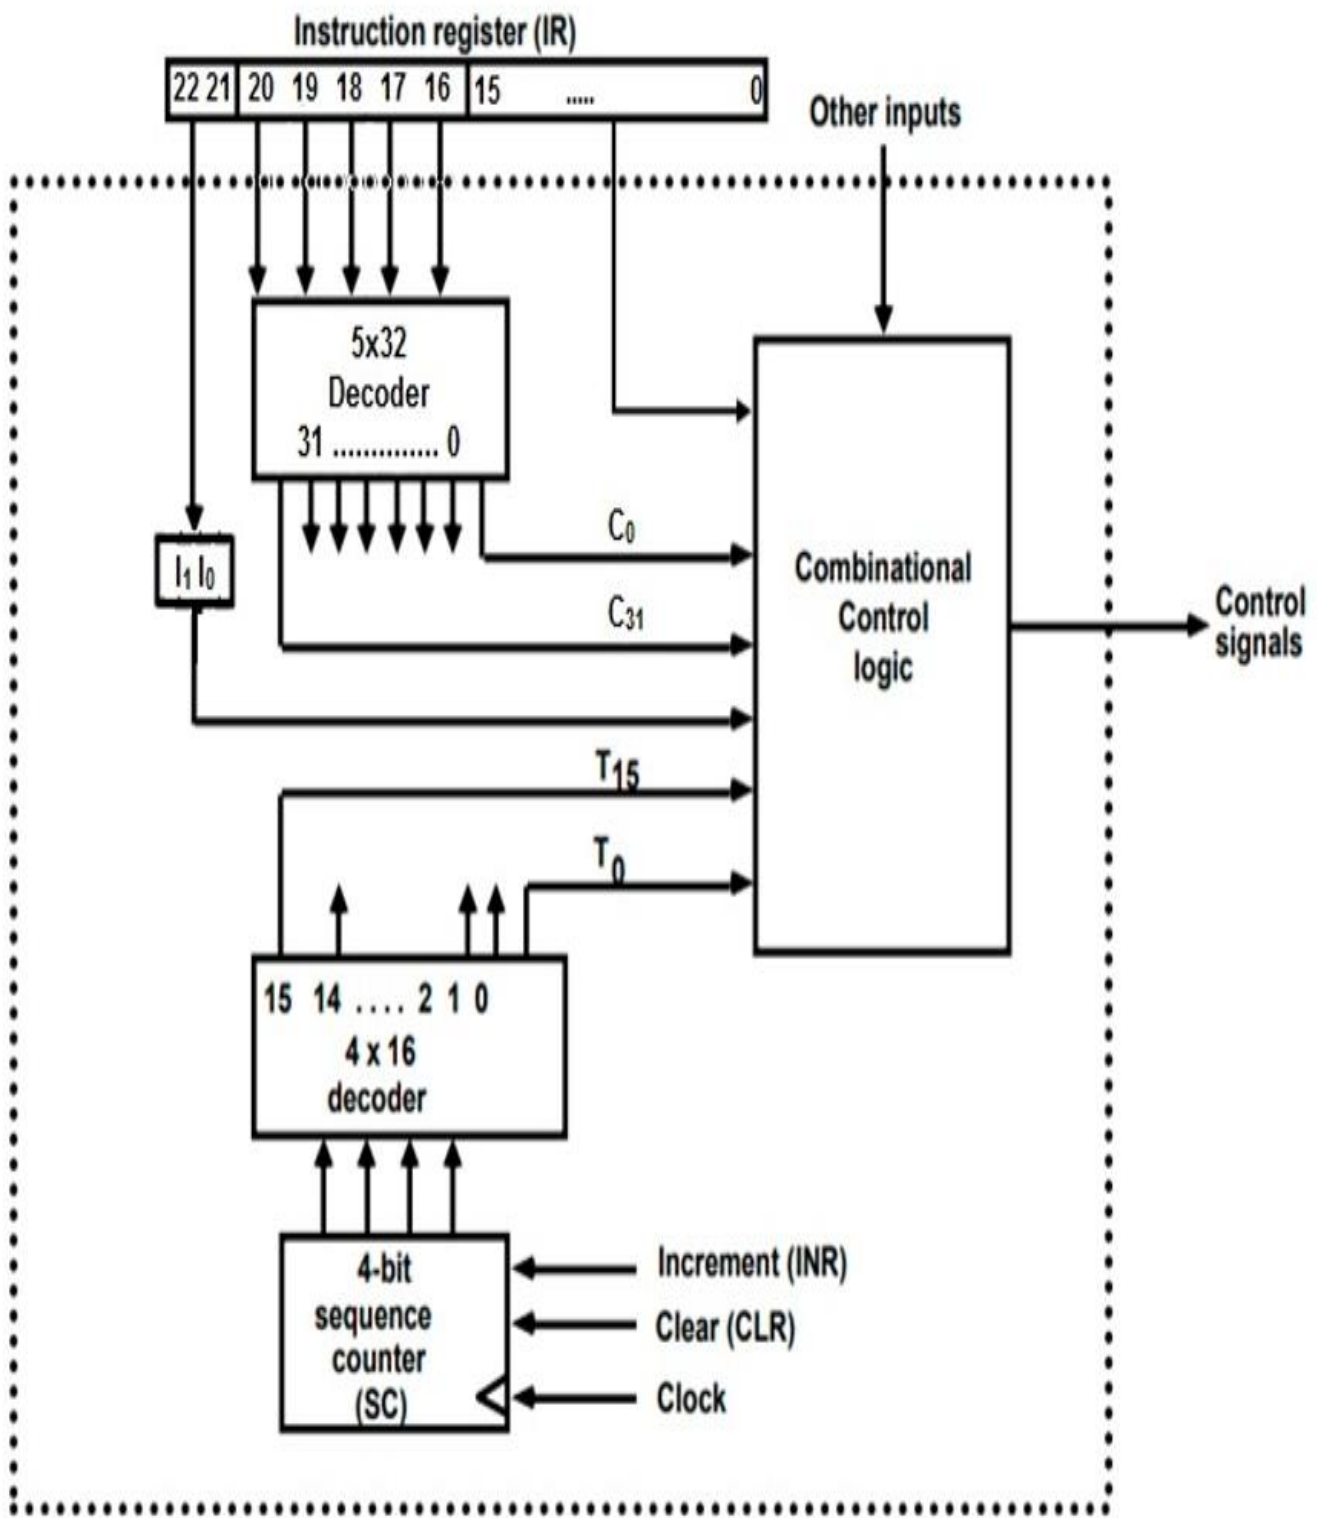 Instruction register (IR)
22 21 20 19 18 17 16 15 ..... 0
Other inputs
5x32
Decoder
31 .............. 0
C0
I1 I0
C31
Combinational
Control
logic
Control
signals
T15
T0
15 14 .... 2 1 0
4 x 16
decoder
4-bit
sequence
counter
(SC)
Increment (INR)
Clear (CLR)
Clock